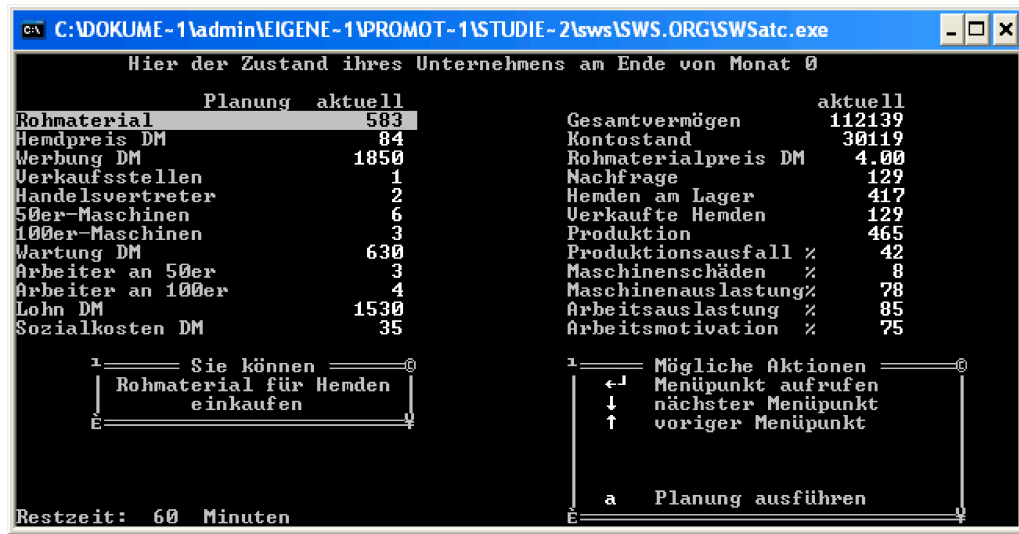 C:\DOKUME~1\admin\EIGENE~1\PROMOT~1\STUDIE~2\sws\SWS.ORG\SWSatc.exe
Hier der Zustand ihres Unternehmens am Ende von Monat 0
Planung aktuell aktuell
Rohmaterial 583 Gesamtvermögen 112139
Hemdpreis DM 84 Kontostand 30119
Werbung DM 1850 Rohmaterialpreis DM 4.00
Verkaufsstellen 1 Nachfrage 129
Handelsvertreter 2 Hemden am Lager 417
50er-Maschinen 6 Verkaufte Hemden 129
100er-Maschinen 3 Produktion 465
Wartung DM 630 Produktionsausfall % 42
Arbeiter an 50er 3 Maschinenschäden % 8
Arbeiter an 100er 4 Maschinenauslastung% 78
Lohn DM 1530 Arbeitsauslastung % 85
Sozialkosten DM 35 Arbeitsmotivation % 75
Sie können
Rohmaterial für Hemden
einkaufen
Mögliche Aktionen
↵ Menüpunkt aufrufen
↓ nächster Menüpunkt
↑ voriger Menüpunkt
a Planung ausführen
Restzeit: 60 Minuten